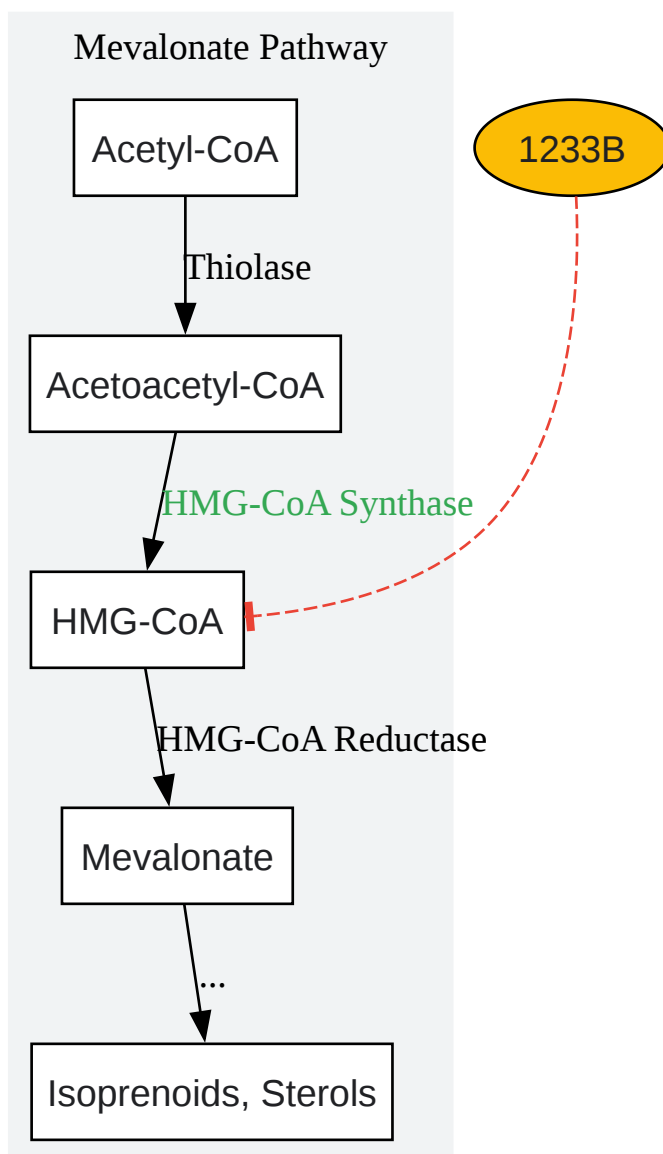 Mevalonate Pathway
Acetyl-CoA
1233B
Thiolase
Acetoacetyl-CoA
HMG-CoA Synthase
HMG-CoA
HMG-CoA Reductase
Mevalonate
...
Isoprenoids, Sterols